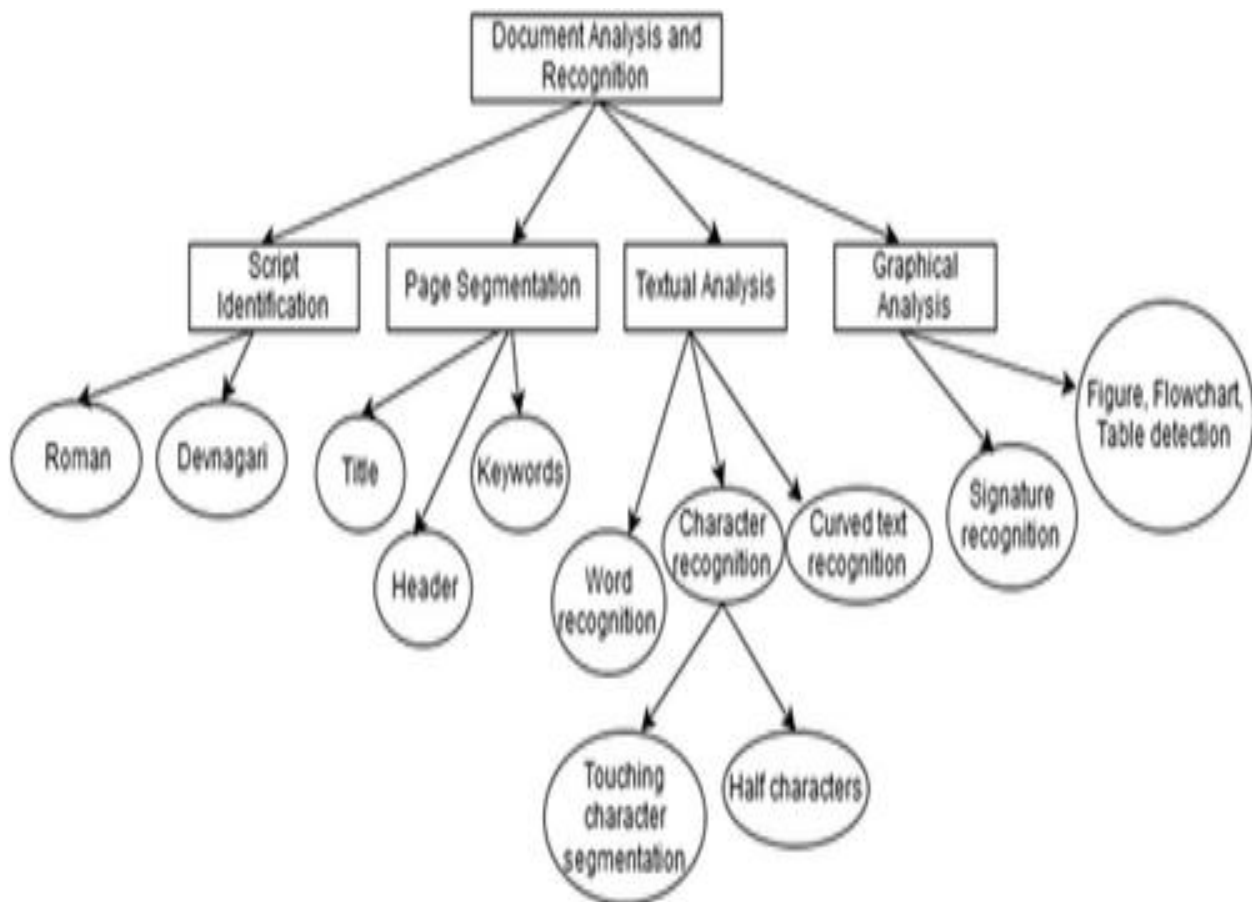 Document Analysis and
Recognition
Script
Identification
Page Segmentation
Textual Analysis
Graphical
Analysis
Roman
Devnagari
Title
Header
Keywords
Word
recognition
Character
recognition
Curved text
recognition
Signature
recognition
Figure, Flowchart,
Table detection
Touching
character
segmentation
Half characters